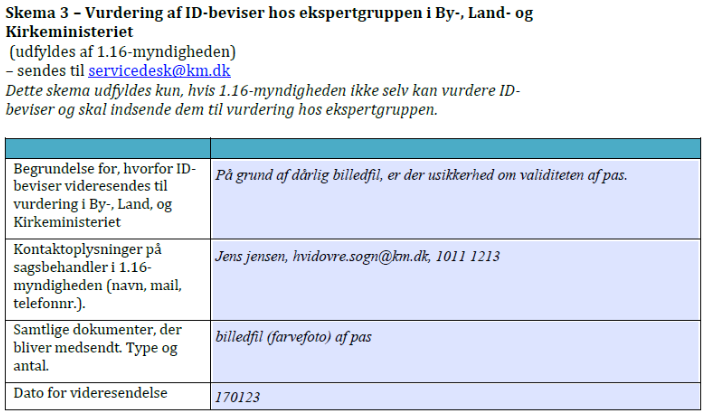 Skema 3 – Vurdering af ID-beviser hos ekspertgruppen i By-, Land- og
Kirkeministeriet
(udfyldes af 1.16-myndigheden)
– sendes til servicedesk@km.dk
Dette skema udfyldes kun, hvis 1.16-myndigheden ikke selv kan vurdere ID-
beviser og skal indsende dem til vurdering hos ekspertgruppen.
Begrundelse for, hvorfor ID-
beviser videresendes til
vurdering i By-, Land, og
Kirkeministeriet
På grund af dårlig billedfil, er der usikkerhed om validiteten af pas.
Kontaktoplysninger på
sagsbehandler i 1.16-
myndigheden (navn, mail,
telefonnr.).
Jens jensen, hvidovre.sogn@km.dk, 1011 1213
Samtlige dokumenter, der
bliver medsendt. Type og
antal.
billedfil (farvefoto) af pas
Dato for videresendelse
170123